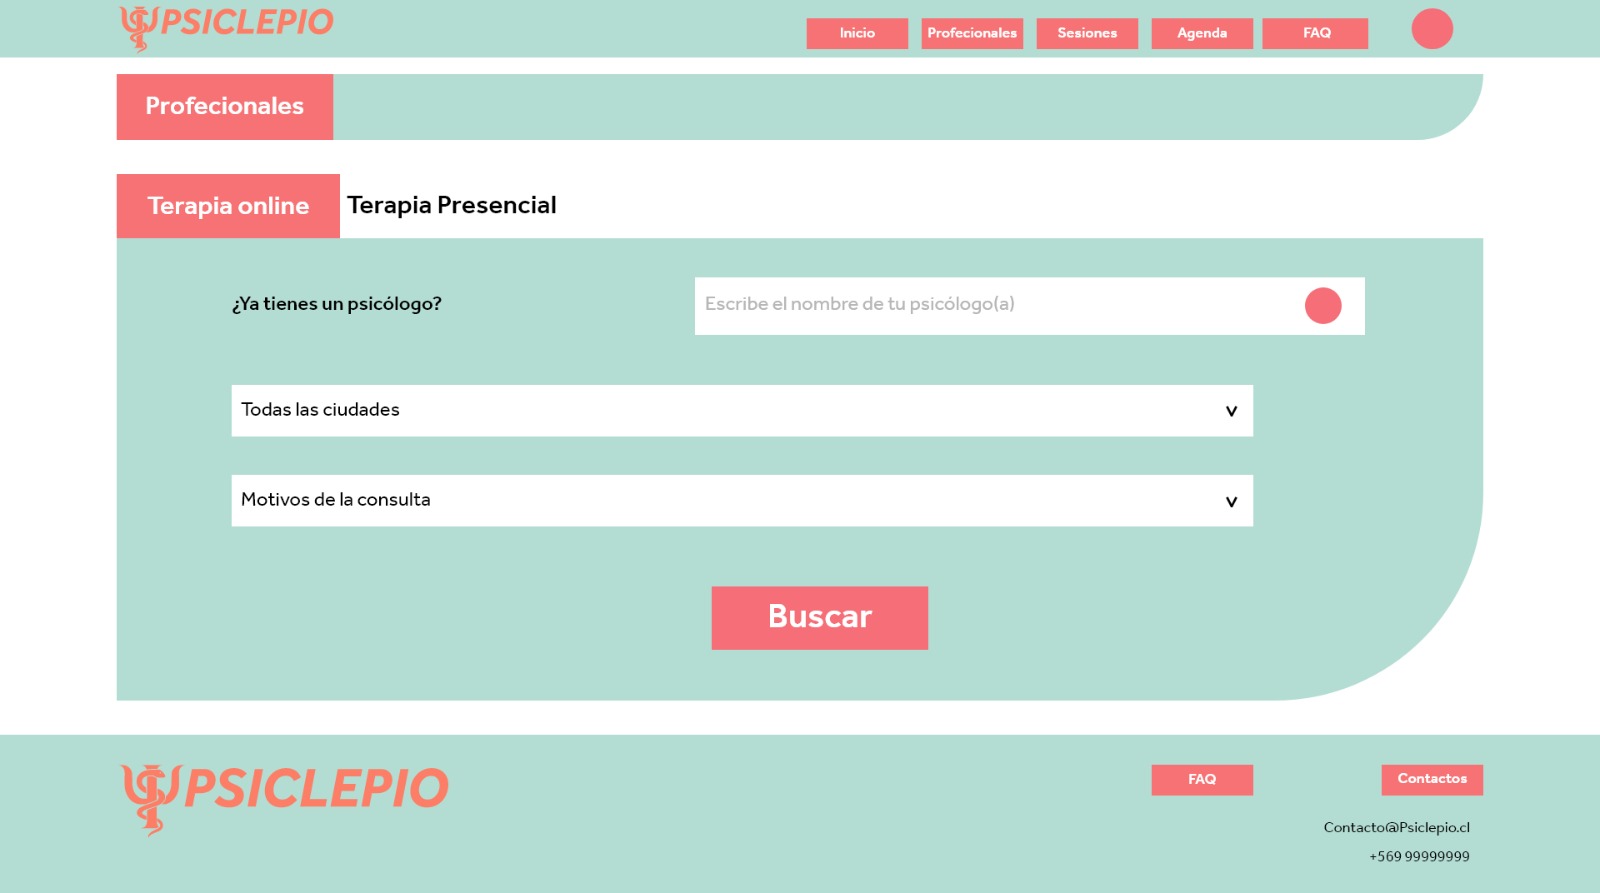 PSICLEPIO
Inicio
Profecionales
Sesiones
Agenda
FAQ
Profecionales
Terapia online
Terapia Presencial
¿Ya tienes un psicólogo?
Escribe el nombre de tu psicólogo(a)
Todas las ciudades
Motivos de la consulta
Buscar
PSICLEPIO
FAQ
Contactos
Contacto@Psiclepio.cl
+569 99999999